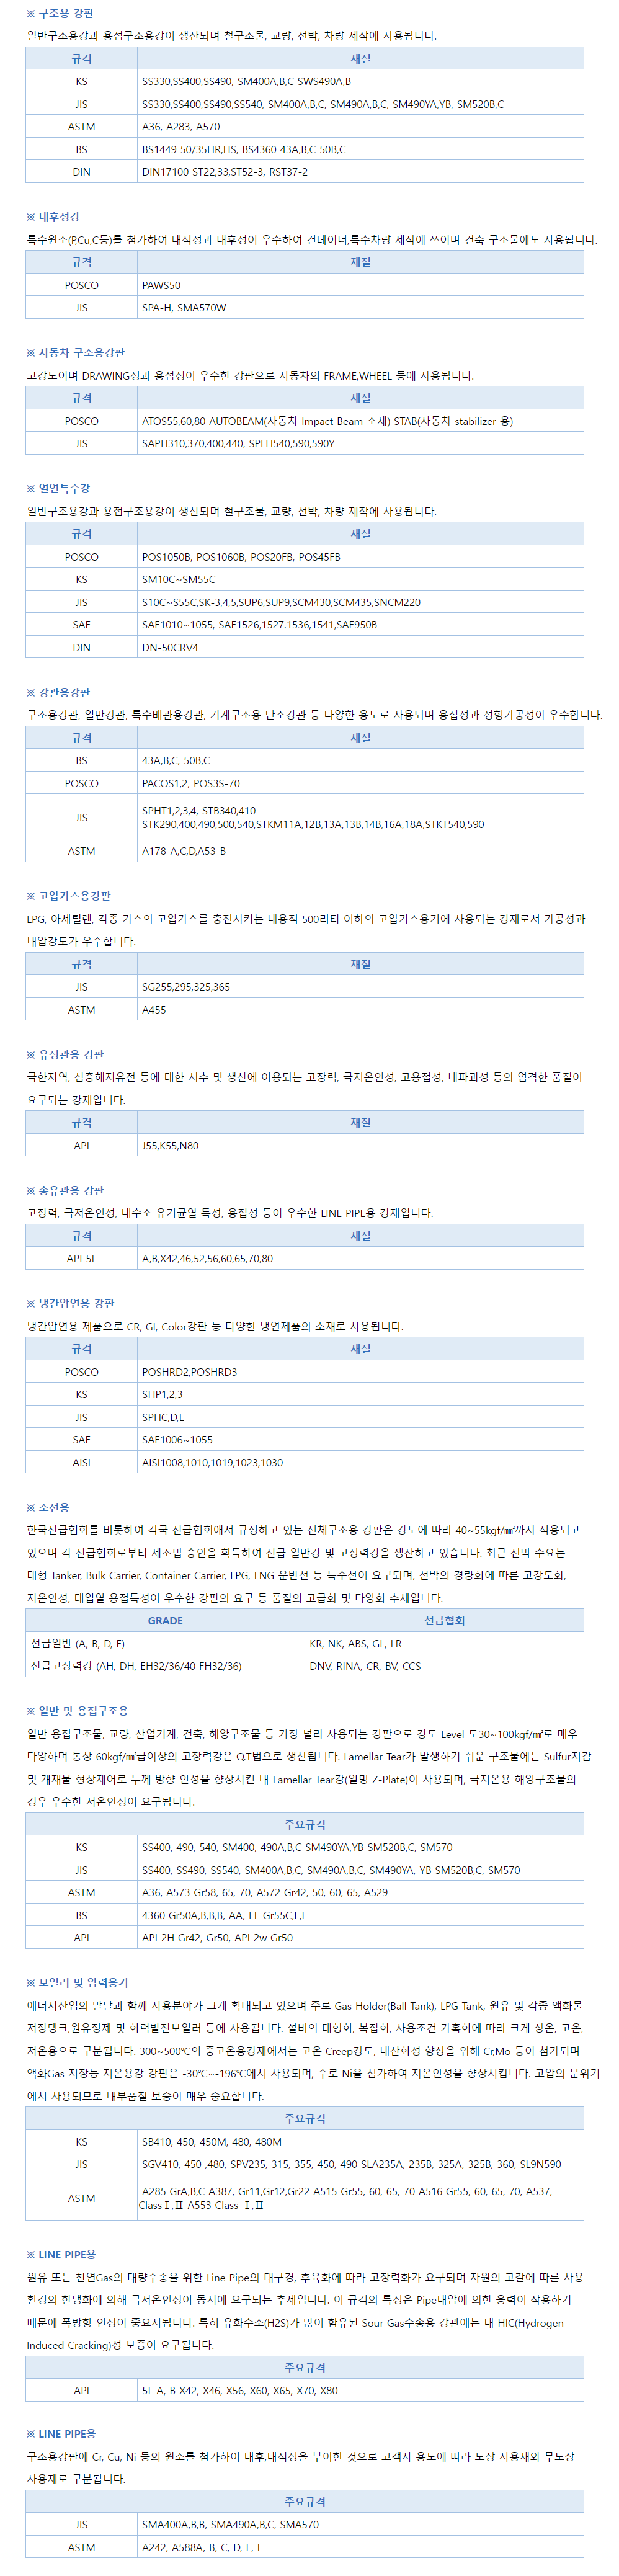 ※ 구조용 강판
일반구조용강과 용접구조용강이 생산되며 철구조물, 교량, 선박, 차량 제작에 사용됩니다.
규격 재질
KS SS330,SS400,SS490, SM400A,B,C SWS490A,B
JIS SS330,SS400,SS490,SS540, SM400A,B,C, SM490A,B,C, SM490YA,YB, SM520B,C
ASTM A36, A283, A570
BS BS1449 50/35HR,HS, BS4360 43A,B,C 50B,C
DIN DIN17100 ST22,33,ST52-3, RST37-2
※ 내후성강
특수원소(P,Cu,C등)를 첨가하여 내식성과 내후성이 우수하여 컨테이너,특수차량 제작에 쓰이며 건축 구조물에도 사용됩니다.
규격 재질
POSCO PAWS50
JIS SPA-H, SMA570W
※ 자동차 구조용강판
고강도이며 DRAWING성과 용접성이 우수한 강판으로 자동차의 FRAME,WHEEL 등에 사용됩니다.
규격 재질
POSCO ATOS55,60,80 AUTOBEAM(자동차 Impact Beam 소재) STAB(자동차 stabilizer 용)
JIS SAPH310,370,400,440, SPFH540,590,590Y
※ 열연특수강
일반구조용강과 용접구조용강이 생산되며 철구조물, 교량, 선박, 차량 제작에 사용됩니다.
규격 재질
POSCO POS1050B, POS1060B, POS20FB, POS45FB
KS SM10C~SM55C
JIS S10C~S55C,SK-3,4,5,SUP6,SUP9,SCM430,SCM435,SNCM220
SAE SAE1010~1055, SAE1526,1527.1536,1541,SAE950B
DIN DN-50CRV4
※ 강관용강판
구조용강관, 일반강관, 특수배관용강관, 기계구조용 탄소강관 등 다양한 용도로 사용되며 용접성과 성형가공성이 우수합니다.
규격 재질
BS 43A,B,C, 50B,C
POSCO PACOS1,2, POS3S-70
JIS SPHT1,2,3,4, STB340,410
STK290,400,490,500,540,STKM11A,12B,13A,13B,14B,16A,18A,STKT540,590
ASTM A178-A,C,D,A53-B
※ 고압가스용강판
LPG, 아세틸렌, 각종 가스의 고압가스를 충전시키는 내용적 500리터 이하의 고압가스용기에 사용되는 강재로서 가공성과
내압강도가 우수합니다.
규격 재질
JIS SG255,295,325,365
ASTM A455
※ 유정관용 강판
극한지역, 심층해저유전 등에 대한 시추 및 생산에 이용되는 고장력, 극저온인성, 고용접성, 내파괴성 등의 엄격한 품질이
요구되는 강재입니다.
규격 재질
API J55,K55,N80
※ 송유관용 강판
고장력, 극저온인성, 내수소 유기균열 특성, 용접성 등이 우수한 LINE PIPE용 강재입니다.
규격 재질
API 5L A,B,X42,46,52,56,60,65,70,80
※ 냉간압연용 강판
냉간압연용 제품으로 CR, GI, Color강판 등 다양한 냉연제품의 소재로 사용됩니다.
규격 재질
POSCO POSHRD2,POSHRD3
KS SHP1,2,3
JIS SPHC,D,E
SAE SAE1006~1055
AISI AISI1008,1010,1019,1023,1030
※ 조선용
한국선급협회를 비롯하여 각국 선급협회애서 규정하고 있는 선체구조용 강판은 강도에 따라 40~55kgf/㎟까지 적용되고
있으며 각 선급협회로부터 제조법 승인을 획득하여 선급 일반강 및 고장력강을 생산하고 있습니다. 최근 선박 수요는
대형 Tanker, Bulk Carrier, Container Carrier, LPG, LNG 운반선 등 특수선이 요구되며, 선박의 경량화에 따른 고강도화,
저온인성, 대입열 용접특성이 우수한 강판의 요구 등 품질의 고급화 및 다양화 추세입니다.
GRADE 선급협회
선급일반 (A, B, D, E) KR, NK, ABS, GL, LR
선급고장력강 (AH, DH, EH32/36/40 FH32/36) DNV, RINA, CR, BV, CCS
※ 일반 및 용접구조용
일반 용접구조물, 교량, 산업기계, 건축, 해양구조물 등 가장 널리 사용되는 강판으로 강도 Level 도30~100kgf/㎟로 매우
다양하며 통상 60kgf/㎟급이상의 고장력강은 Q,T법으로 생산됩니다. Lamellar Tear가 발생하기 쉬운 구조물에는 Sulfur저감
및 개재물 형상제어로 두께 방향 인성을 향상시킨 내 Lamellar Tear강(일명 Z-Plate)이 사용되며, 극저온용 해양구조물의
경우 우수한 저온인성이 요구됩니다.
주요규격
KS SS400, 490, 540, SM400, 490A,B,C SM490YA,YB SM520B,C, SM570
JIS SS400, SS490, SS540, SM400A,B,C, SM490A,B,C, SM490YA, YB SM520B,C, SM570
ASTM A36, A573 Gr58, 65, 70, A572 Gr42, 50, 60, 65, A529
BS 4360 Gr50A,B,B,B, AA, EE Gr55C,E,F
API API 2H Gr42, Gr50, API 2w Gr50
※ 보일러 및 압력용기
에너지산업의 발달과 함께 사용분야가 크게 확대되고 있으며 주로 Gas Holder(Ball Tank), LPG Tank, 원유 및 각종 액화물
저장탱크,원유정제 및 화력발전보일러 등에 사용됩니다. 설비의 대형화, 복잡화, 사용조건 가혹화에 따라 크게 상온, 고온,
저온용으로 구분됩니다. 300~500℃의 중고온용강재에서는 고온 Creep강도, 내산화성 향상을 위해 Cr,Mo 등이 첨가되며
액화Gas 저장등 저온용강 강판은 -30℃~-196℃에서 사용되며, 주로 Ni을 첨가하여 저온인성을 향상시킵니다. 고압의 분위기
에서 사용되므로 내부품질 보증이 매우 중요합니다.
주요규격
KS SB410, 450, 450M, 480, 480M
JIS SGV410, 450 ,480, SPV235, 315, 355, 450, 490 SLA235A, 235B, 325A, 325B, 360, SL9N590
ASTM A285 GrA,B,C A387, Gr11,Gr12,Gr22 A515 Gr55, 60, 65, 70 A516 Gr55, 60, 65, 70, A537,
ClassⅠ,Ⅱ A553 Class Ⅰ,Ⅱ
※ LINE PIPE용
원유 또는 천연Gas의 대량수송을 위한 Line Pipe의 대구경, 후육화에 따라 고장력화가 요구되며 자원의 고갈에 따른 사용
환경의 한냉화에 의해 극저온인성이 동시에 요구되는 추세입니다. 이 규격의 특징은 Pipe내압에 의한 응력이 작용하기
때문에 폭방향 인성이 중요시됩니다. 특히 유화수소(H2S)가 많이 함유된 Sour Gas수송용 강관에는 내 HIC(Hydrogen
Induced Cracking)성 보증이 요구됩니다.
주요규격
API 5L A, B X42, X46, X56, X60, X65, X70, X80
※ LINE PIPE용
구조용강판에 Cr, Cu, Ni 등의 원소를 첨가하여 내후,내식성을 부여한 것으로 고객사 용도에 따라 도장 사용재와 무도장
사용재로 구분됩니다.
주요규격
JIS SMA400A,B,B, SMA490A,B,C, SMA570
ASTM A242, A588A, B, C, D, E, F